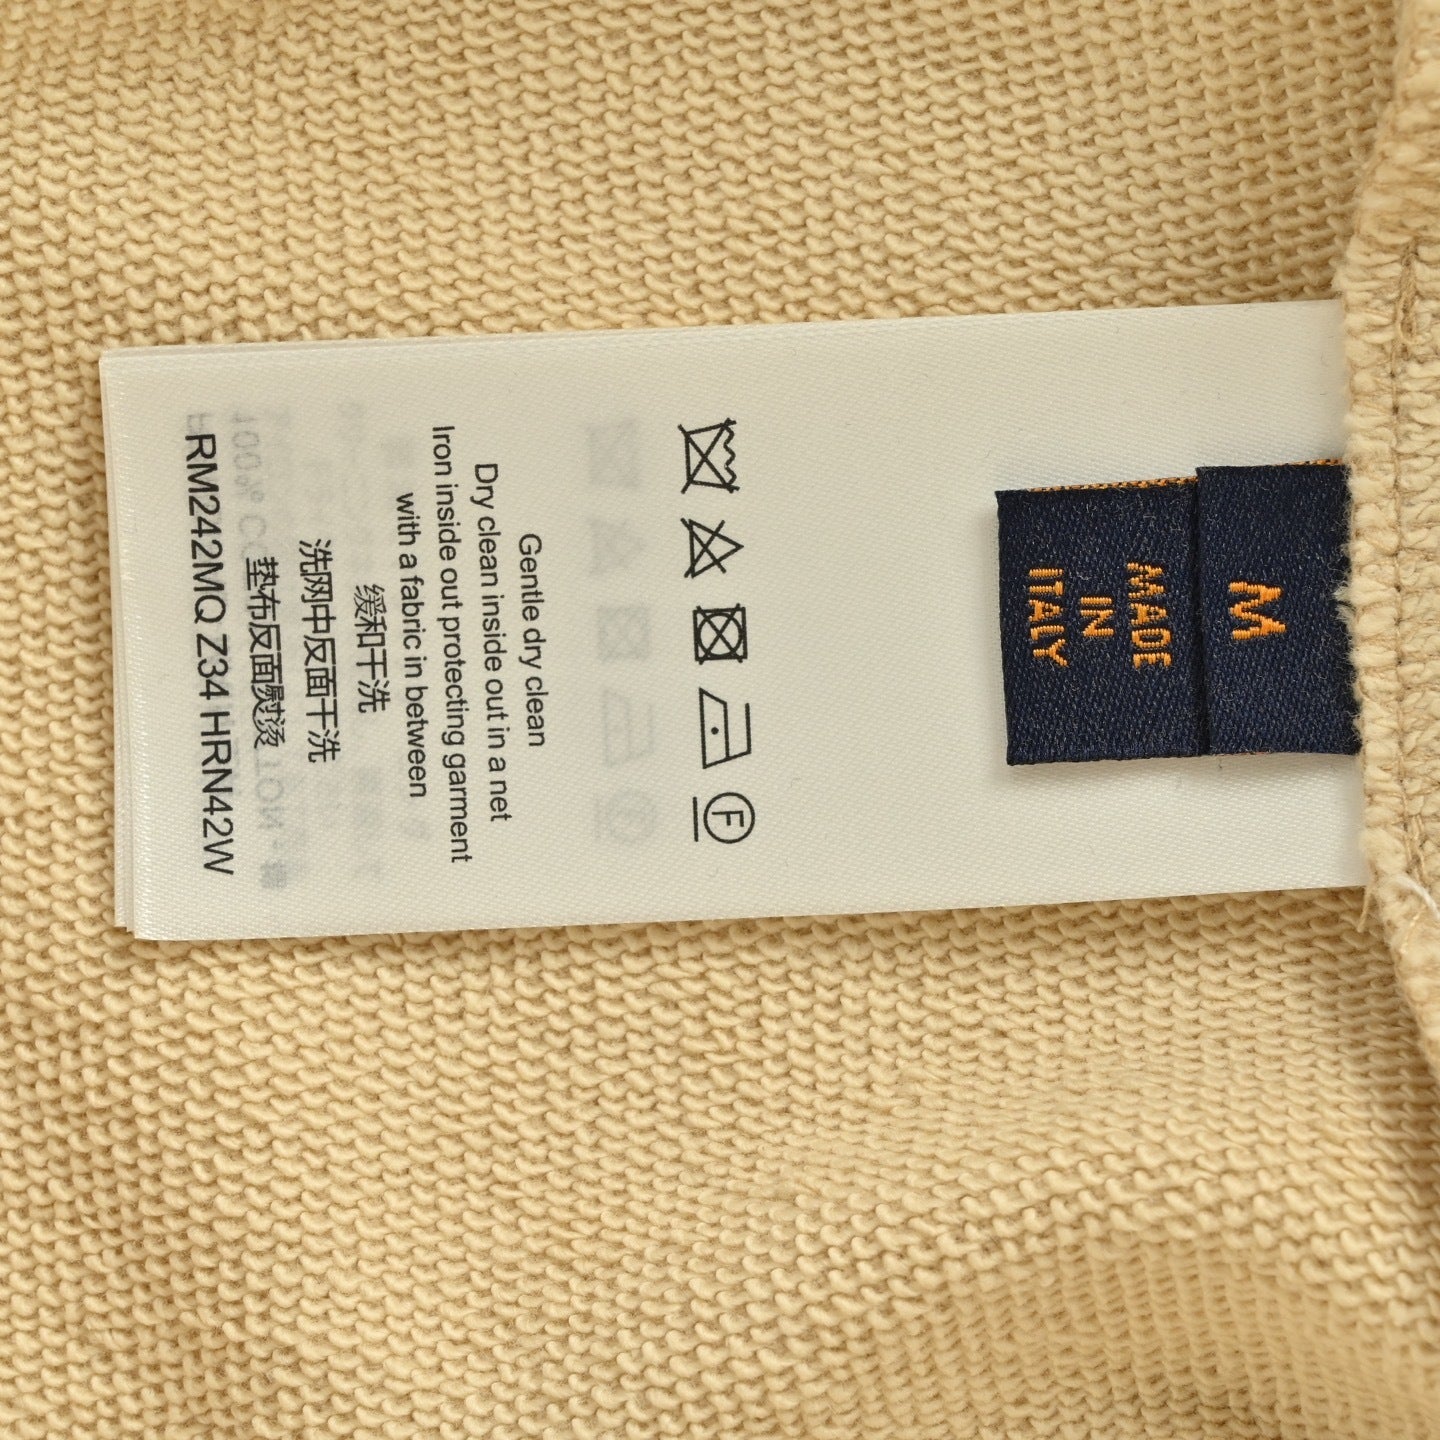 M
MADE
IN
ITALY
F
Gentle dry clean
Dry clean inside out in a net
Iron inside out protecting garment
with a fabric in between
缓和干洗
洗网中反面干洗
垫布反面熨烫
RM242MQ Z34 HRN42W